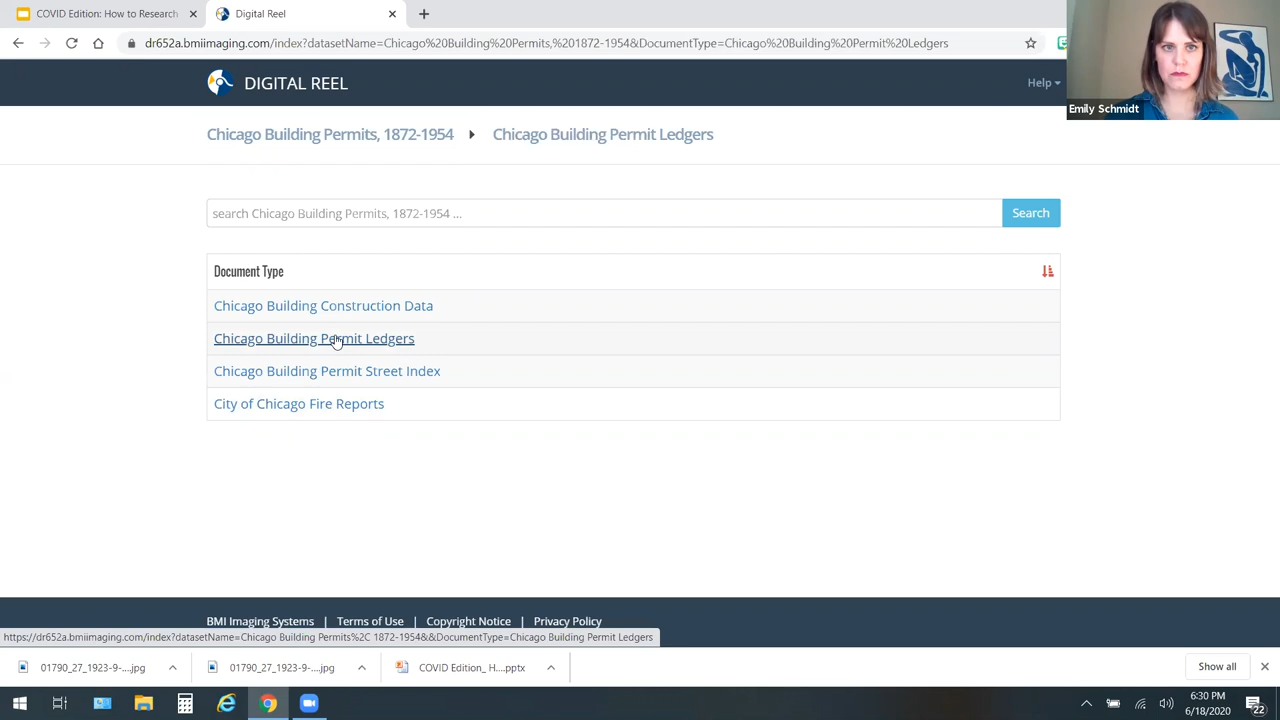 COVID Edition: How to Research
Digital Reel
dr652a.bmiimaging.com/index?datasetName=Chicago%20Building%20Permits,%201872-1954&DocumentType=Chicago%20Building%20Permit%20Ledgers
DIGITAL REEL
Help
Emily Schmidt
Chicago Building Permits, 1872-1954
Chicago Building Permit Ledgers
search Chicago Building Permits, 1872-1954 ...
Search
Document Type
Chicago Building Construction Data
Chicago Building Permit Ledgers
Chicago Building Permit Street Index
City of Chicago Fire Reports
BMI Imaging Systems | Terms of Use | Copyright Notice | Privacy Policy
https://dr652a.bmiimaging.com/index?datasetName=Chicago Building Permits%2C 1872-1954&&DocumentType=Chicago Building Permit Ledgers
01790_27_1923-9-....jpg
01790_27_1923-9-....jpg
COVID Edition_ H....pptx
Show all
6:30 PM
6/18/2020
22